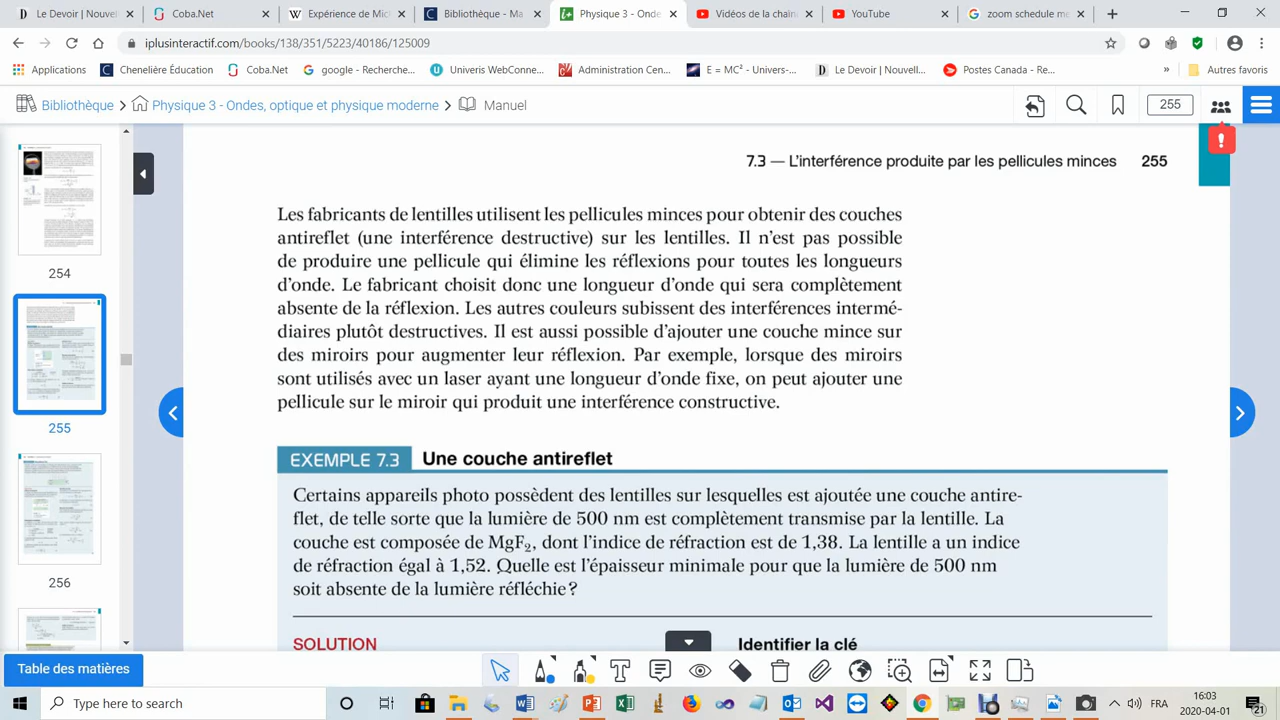 Coba.Net
Bibliothèque - Ma
Physique 3 - Ondes,
YouTube
zoom schedule me
iplusinteractif.com/books/138/351/5223/40186/125009
Applications
Chenelière Éducation
Coba.Net
google - Recherche...
Univeris WebConne...
Administration Cen...
E = MC² - Univers-...
Le Devoir | Nouvell...
Postes Canada - Re...
»
Autres favoris
Bibliothèque
Physique 3 - Ondes, optique et physique moderne
Manuel
255
254
255
256
7.3 — L'interférence produite par les pellicules minces 255
Les fabricants de lentilles utilisent les pellicules minces pour obtenir des couches
antireflet (une interférence destructive) sur les lentilles. Il n'est pas possible
de produire une pellicule qui élimine les réflexions pour toutes les longueurs
d'onde. Le fabricant choisit donc une longueur d'onde qui sera complètement
absente de la réflexion. Les autres couleurs subissent des interférences intermé-
diaires plutôt destructives. Il est aussi possible d'ajouter une couche mince sur
des miroirs pour augmenter leur réflexion. Par exemple, lorsque des miroirs
sont utilisés avec un laser ayant une longueur d'onde fixe, on peut ajouter une
pellicule sur le miroir qui produit une interférence constructive.
EXEMPLE 7.3 Une couche antireflet
Certains appareils photo possèdent des lentilles sur lesquelles est ajoutée une couche antire-
flet, de telle sorte que la lumière de 500 nm est complètement transmise par la lentille. La
couche est composée de MgF₂, dont l'indice de réfraction est de 1,38. La lentille a un indice
de réfraction égal à 1,52. Quelle est l'épaisseur minimale pour que la lumière de 500 nm
soit absente de la lumière réfléchie ?
SOLUTION
Identifier la clé
Table des matières
Type here to search
FRA
16:03
2020-04-01
21